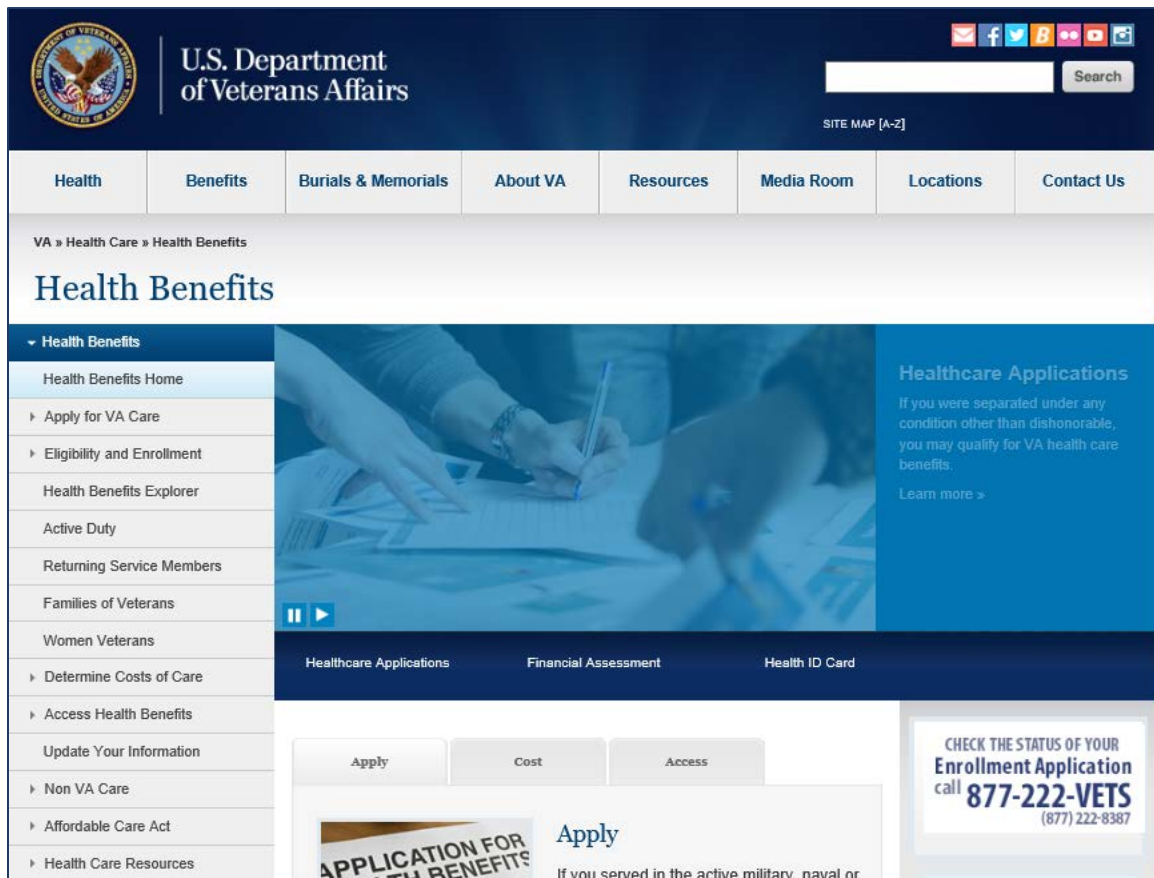 U.S. Department
of Veterans Affairs
Search
SITE MAP [A-Z]
Health
Benefits
Burials & Memorials
About VA
Resources
Media Room
Locations
Contact Us
VA » Health Care » Health Benefits
Health Benefits
Health Benefits
Health Benefits Home
Apply for VA Care
Eligibility and Enrollment
Health Benefits Explorer
Active Duty
Returning Service Members
Families of Veterans
Women Veterans
Determine Costs of Care
Access Health Benefits
Update Your Information
Non VA Care
Affordable Care Act
Health Care Resources
Healthcare Applications
If you were separated under any
condition other than dishonorable,
you may qualify for VA health care
benefits.
Learn more »
Healthcare Applications
Financial Assessment
Health ID Card
Apply
Cost
Access
APPLICATION FOR
HEALTH BENEFITS
Apply
If you served in the active military, naval or
CHECK THE STATUS OF YOUR
Enrollment Application
call 877-222-VETS
(877) 222-8387